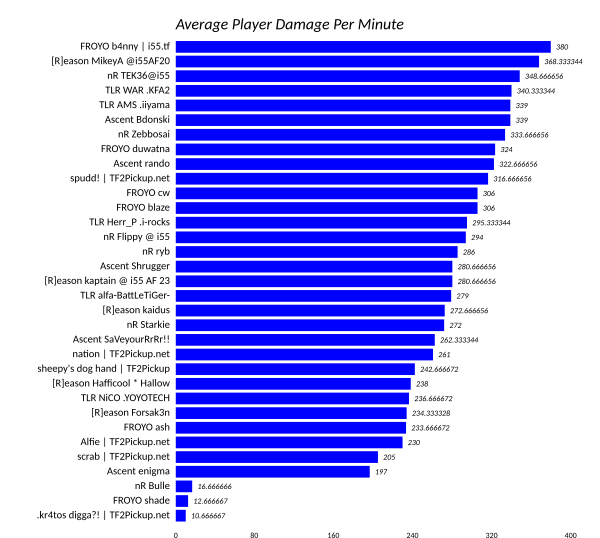 Average Player Damage Per Minute
FROYO b4nny | i55.tf 380
[R]eason MikeyA @i55AF20 368.333344
nR TEK36@i55 348.666656
TLR WAR .KFA2 340.333344
TLR AMS .iiyama 339
Ascent Bdonski 339
nR Zebbosai 333.666656
FROYO duwatna 324
Ascent rando 322.666656
spudd! | TF2Pickup.net 316.666656
FROYO cw 306
FROYO blaze 306
TLR Herr_P .i-rocks 295.333344
nR Flippy @ i55 294
nR ryb 286
Ascent Shrugger 280.666656
[R]eason kaptain @ i55 AF 23 280.666656
TLR alfa-BattLeTiGer- 279
[R]eason kaidus 272.666656
nR Starkie 272
Ascent SaVeyourRrRr!! 262.333344
nation | TF2Pickup.net 261
sheepy's dog hand | TF2Pickup 242.666672
[R]eason Hafficool * Hallow 238
TLR NiCO .YOYOTECH 236.666672
[R]eason Forsak3n 234.333328
FROYO ash 233.666672
Alfie | TF2Pickup.net 230
scrab | TF2Pickup.net 205
Ascent enigma 197
nR Bulle 16.666666
FROYO shade 12.666667
.kr4tos digga?! | TF2Pickup.net 10.666667
0 80 160 240 320 400